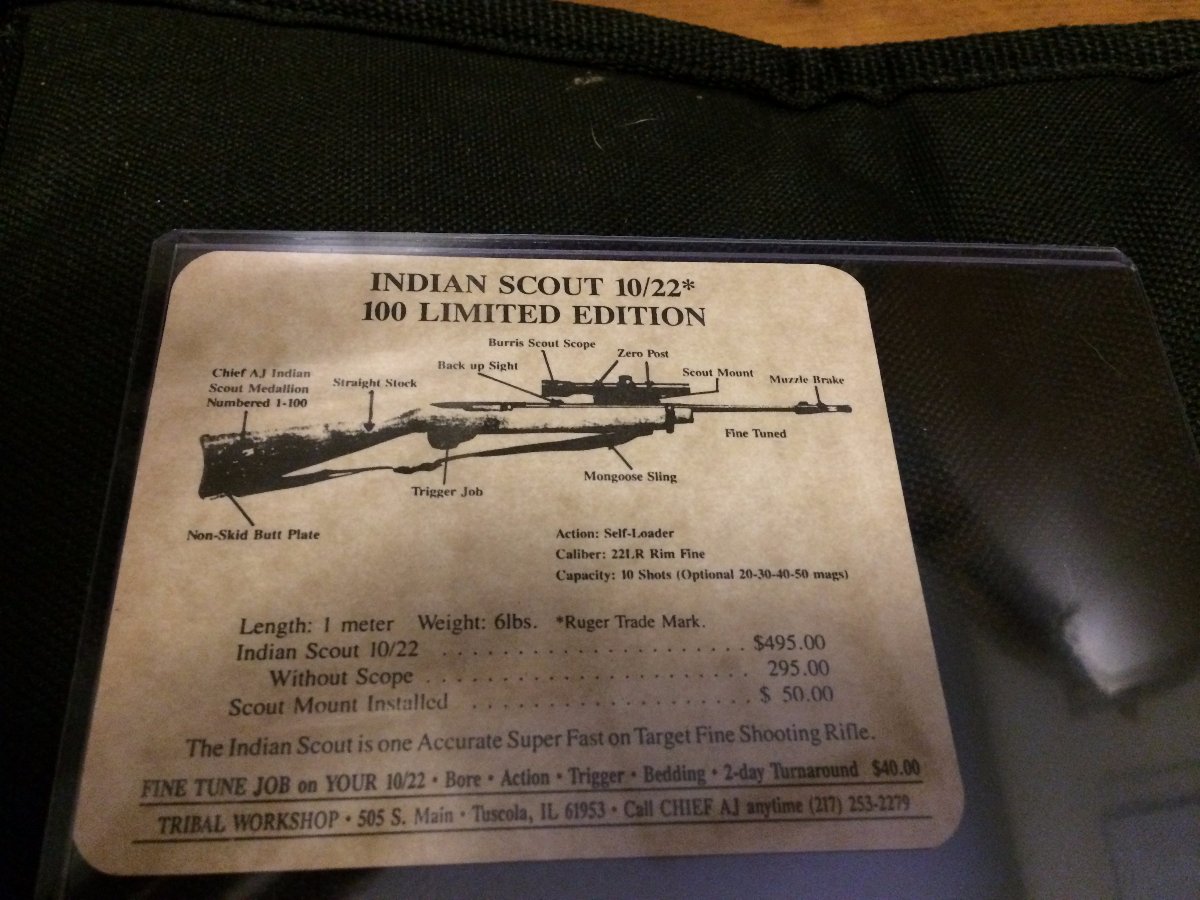 INDIAN SCOUT 10/22*
100 LIMITED EDITION
Burris Scout Scope
Zero Post
Back up Sight
Scout Mount
Muzzle Brake
Chief AJ Indian
Scout Medallion
Numbered 1-100
Straight Stock
Fine Tuned
Mongoose Sling
Trigger Job
Non-Skid Butt Plate
Action: Self-Loader
Caliber: 22LR Rim Fine
Capacity: 10 Shots (Optional 20-30-40-50 mags)
Length: 1 meter Weight: 6lbs. *Ruger Trade Mark.
Indian Scout 10/22 . . . . . . . . . . . . . . . . . . . . . . $495.00
Without Scope . . . . . . . . . . . . . . . . . . . . . . . 295.00
Scout Mount Installed . . . . . . . . . . . . . . . . . . . . $ 50.00
The Indian Scout is one Accurate Super Fast on Target Fine Shooting Rifle.
FINE TUNE JOB on YOUR 10/22 • Bore • Action • Trigger • Bedding • 2-day Turnaround $40.00
TRIBAL WORKSHOP • 505 S. Main • Tuscola, IL 61953 • Call CHIEF AJ anytime (217) 253-2279